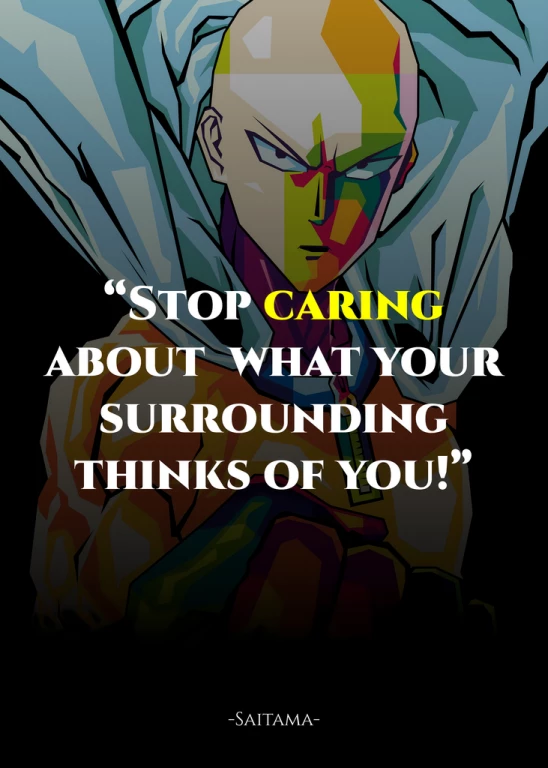 “Stop caring
about what your
surrounding
thinks of you!”
-Saitama-